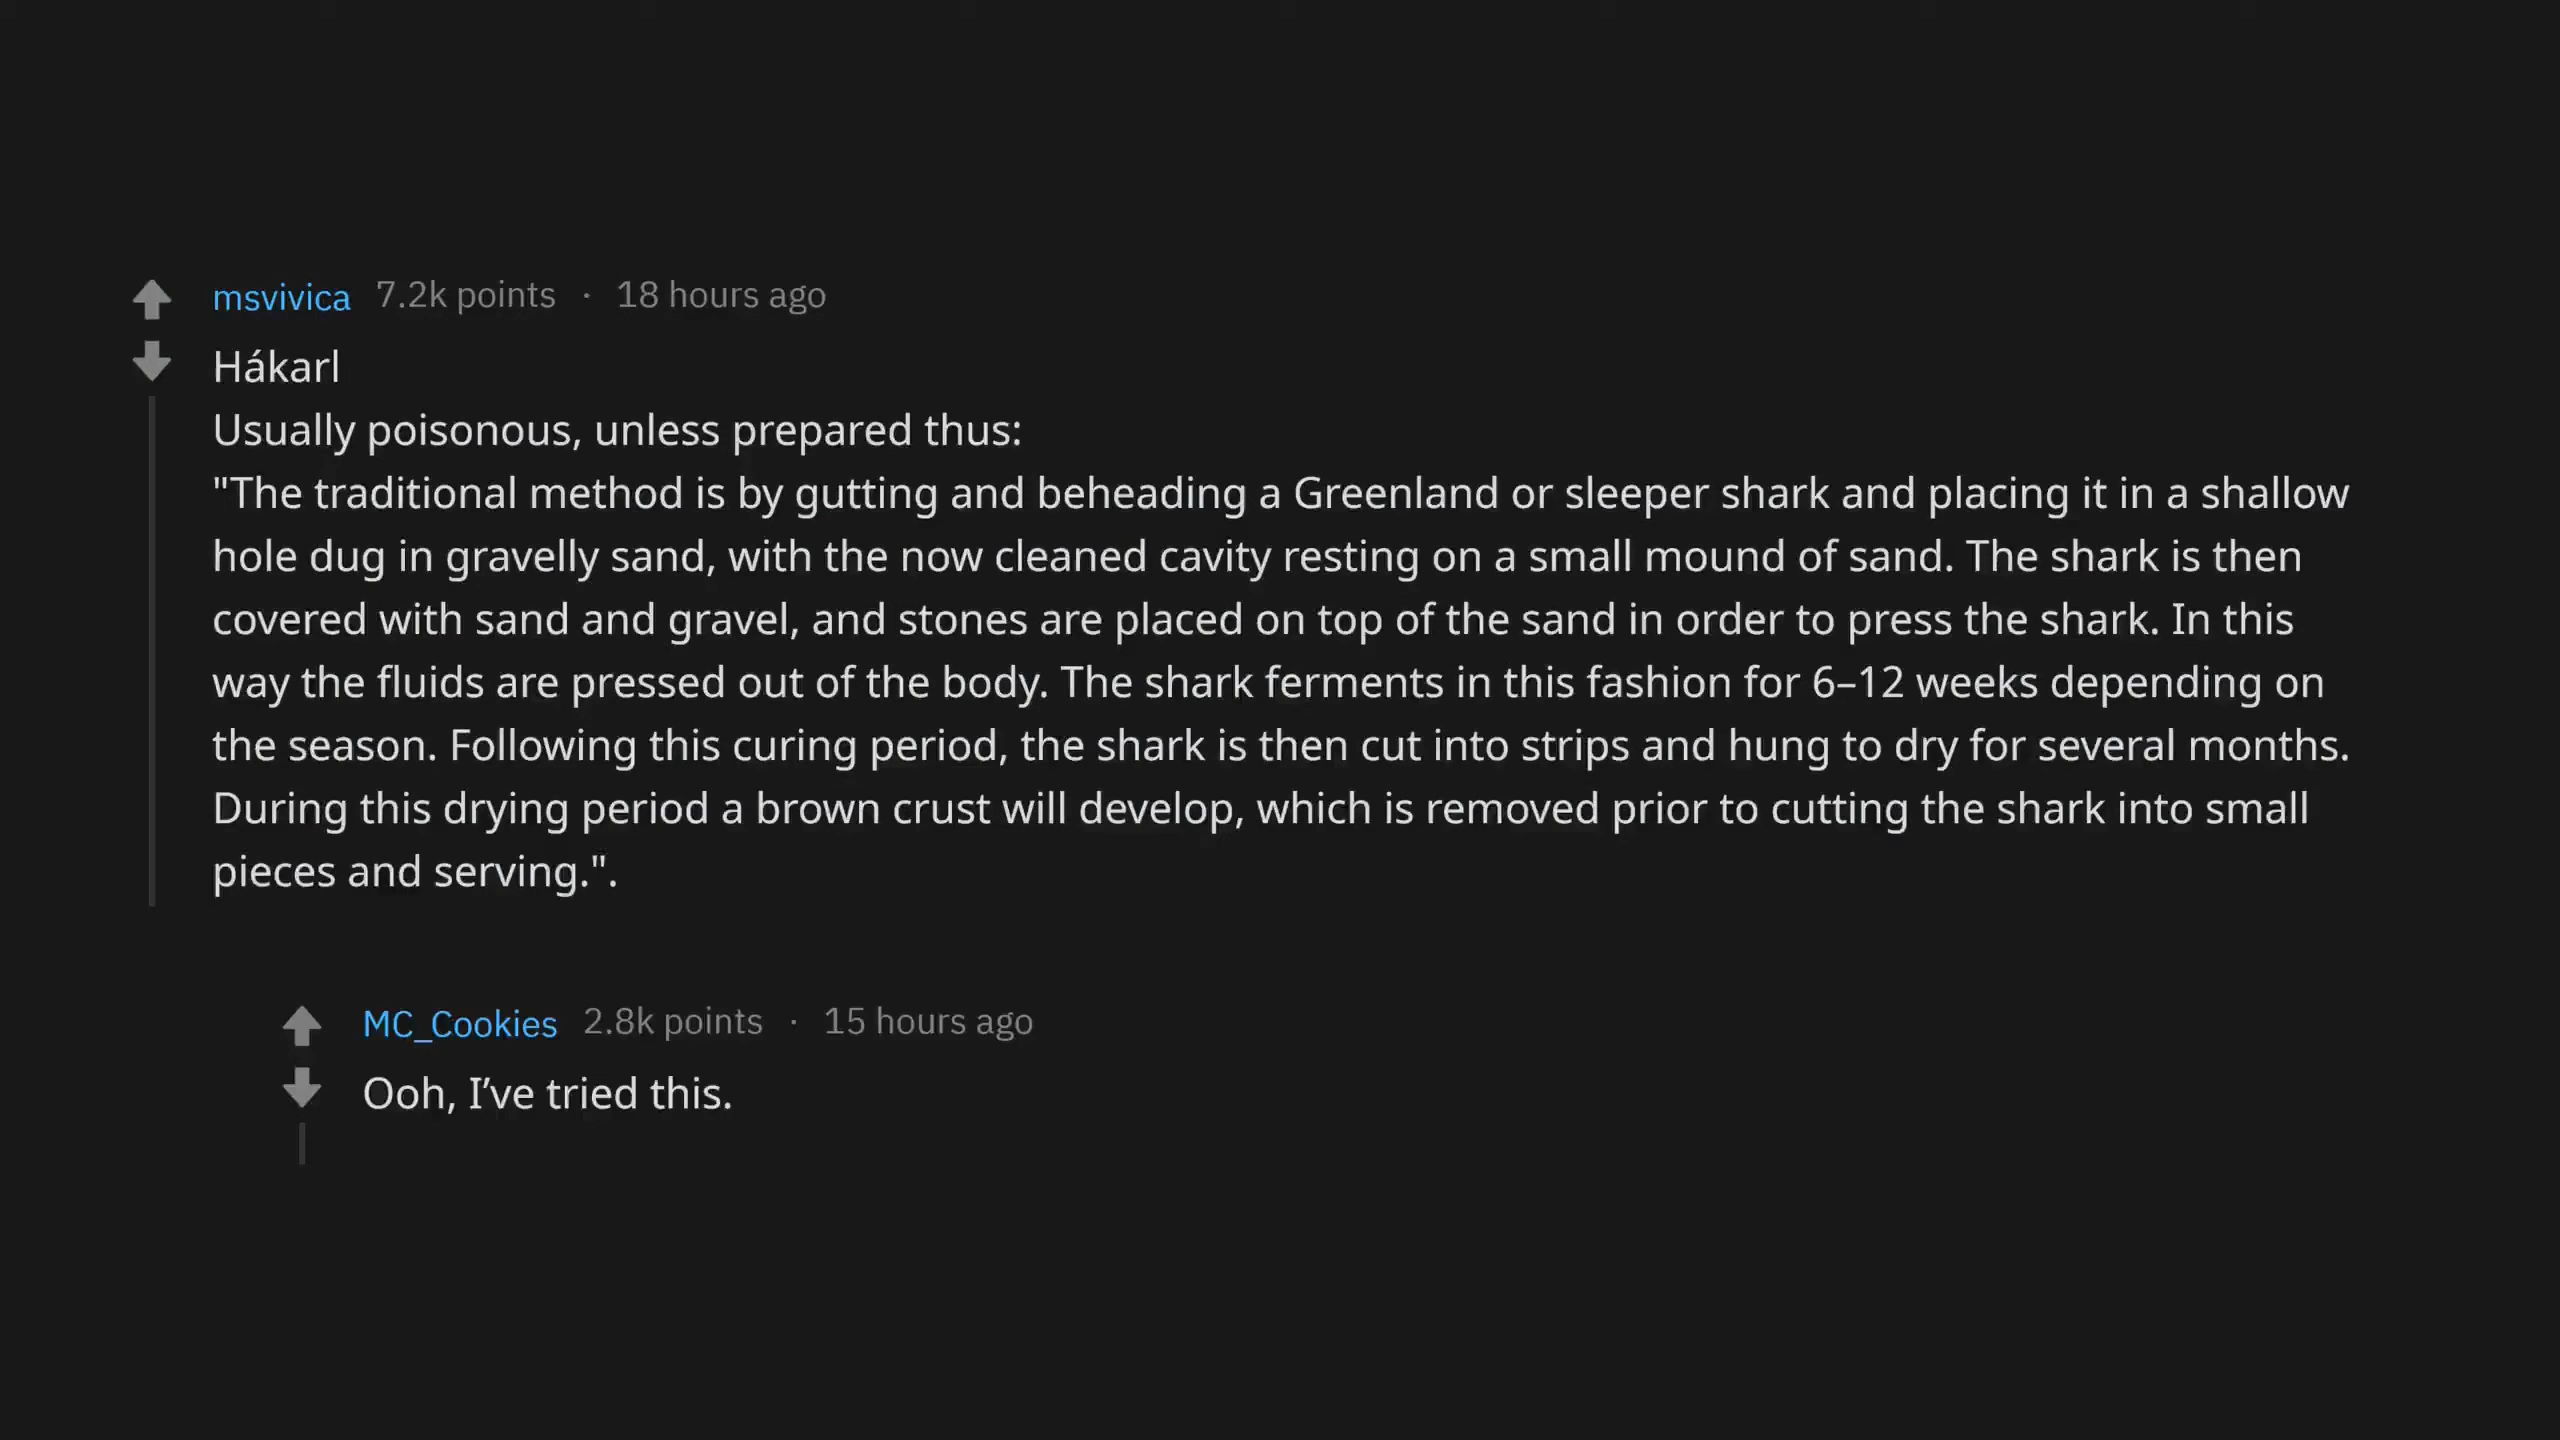 msvivica 7.2k points · 18 hours ago
Hákarl
Usually poisonous, unless prepared thus:
"The traditional method is by gutting and beheading a Greenland or sleeper shark and placing it in a shallow
hole dug in gravelly sand, with the now cleaned cavity resting on a small mound of sand. The shark is then
covered with sand and gravel, and stones are placed on top of the sand in order to press the shark. In this
way the fluids are pressed out of the body. The shark ferments in this fashion for 6–12 weeks depending on
the season. Following this curing period, the shark is then cut into strips and hung to dry for several months.
During this drying period a brown crust will develop, which is removed prior to cutting the shark into small
pieces and serving.".
MC_Cookies 2.8k points · 15 hours ago
Ooh, I’ve tried this.